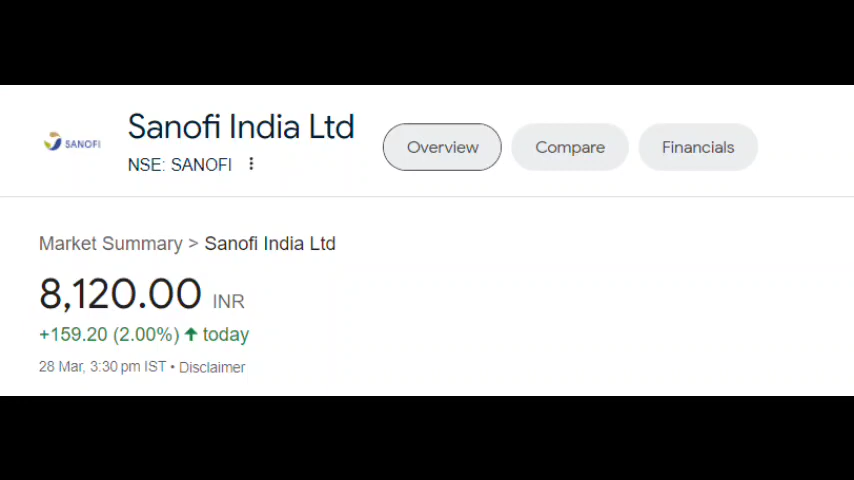 SANOFI
Sanofi India Ltd
NSE: SANOFI
Overview
Compare
Financials
Market Summary > Sanofi India Ltd
8,120.00 INR
+159.20 (2.00%) ↑ today
28 Mar, 3:30 pm IST • Disclaimer